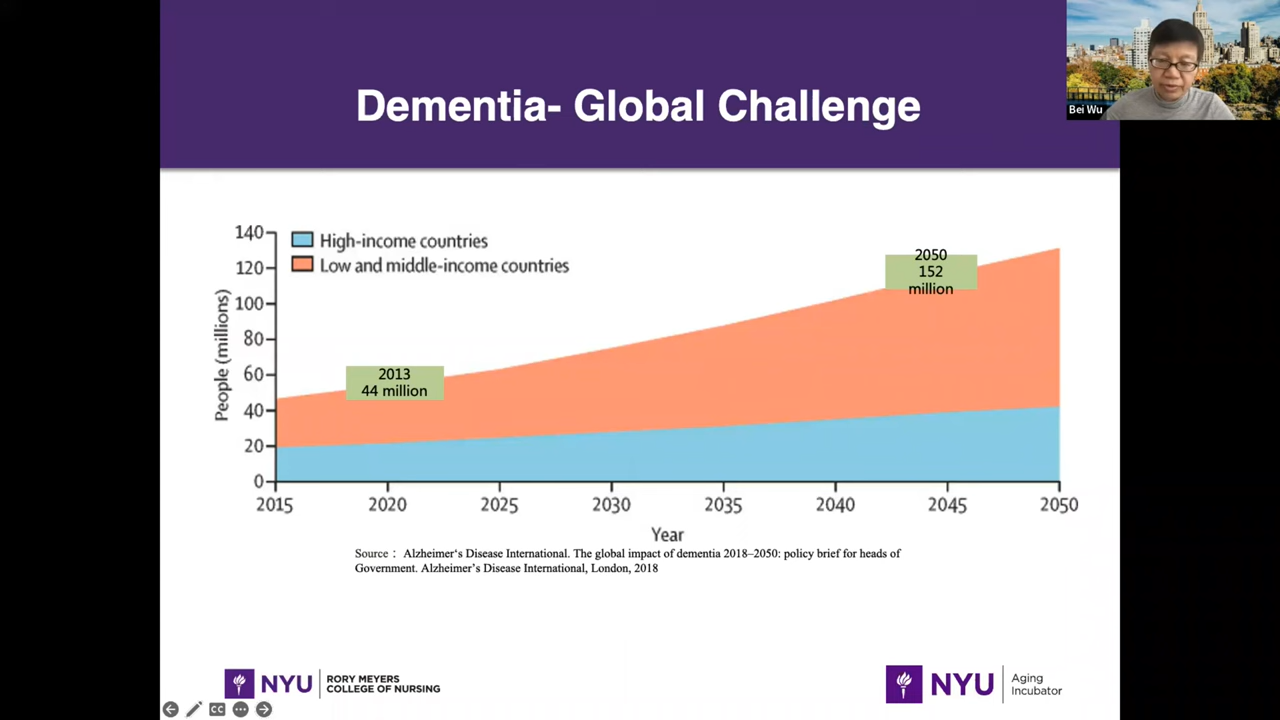 Dementia- Global Challenge
Bei Wu
140
120
100
80
60
40
20
0
People (millions)
High-income countries
Low and middle-income countries
2013
44 million
2050
152
million
2015 2020 2025 2030 2035 2040 2045 2050
Year
Source： Alzheimer‘s Disease International. The global impact of dementia 2018–2050: policy brief for heads of
Government. Alzheimer’s Disease International, London, 2018
NYU
RORY MEYERS
COLLEGE OF NURSING
NYU
Aging
Incubator
CC